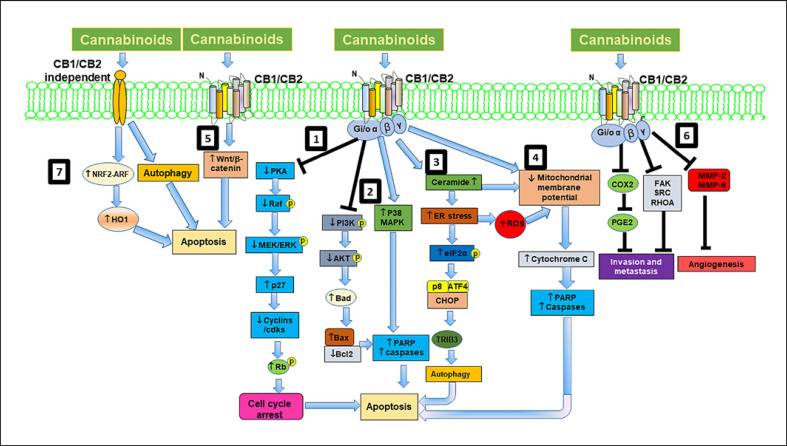 Cannabinoids
Cannabinoids
Cannabinoids
Cannabinoids
CB1/CB2
independent
N
CB1/CB2
N
CB1/CB2
N
CB1/CB2
Gi/o α
β
γ
Gi/o α
β
γ
7
↑NRF2-ARF
↑HO1
Autophagy
5
↑Wnt/β-
catenin
Apoptosis
1
↓PKA
↓Raf
P
↓MEK/ERK
P
↑p27
↓Cyclins
/cdks
↑Rb
P
Cell cycle
arrest
2
↓PI3K
P
↓AKT
P
↑Bad
↑Bax
↓Bcl2
↑P38
MAPK
↑PARP
↑caspases
Apoptosis
3
Ceramide ↑
↑ER stress
↑ROs
↑eIF2α
P
p8
ATF4
CHOP
TRIB3
Autophagy
4
↓Mitochondrial
membrane
potential
↑Cytochrome C
↑PARP
↑Caspases
6
COX2
PGE2
FAK
SRC
RHOA
MMP-2
MMP-9
Invasion and
metastasis
Angiogenesis